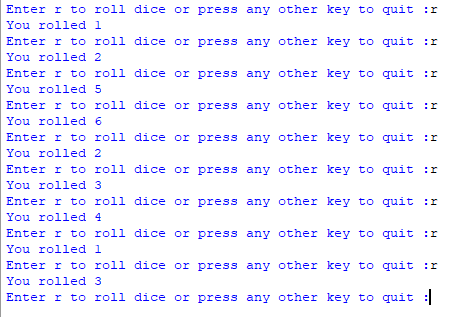 Enter r to roll dice or press any other key to quit :r
You rolled 1
Enter r to roll dice or press any other key to quit :r
You rolled 2
Enter r to roll dice or press any other key to quit :r
You rolled 5
Enter r to roll dice or press any other key to quit :r
You rolled 6
Enter r to roll dice or press any other key to quit :r
You rolled 2
Enter r to roll dice or press any other key to quit :r
You rolled 3
Enter r to roll dice or press any other key to quit :r
You rolled 4
Enter r to roll dice or press any other key to quit :r
You rolled 1
Enter r to roll dice or press any other key to quit :r
You rolled 3
Enter r to roll dice or press any other key to quit :